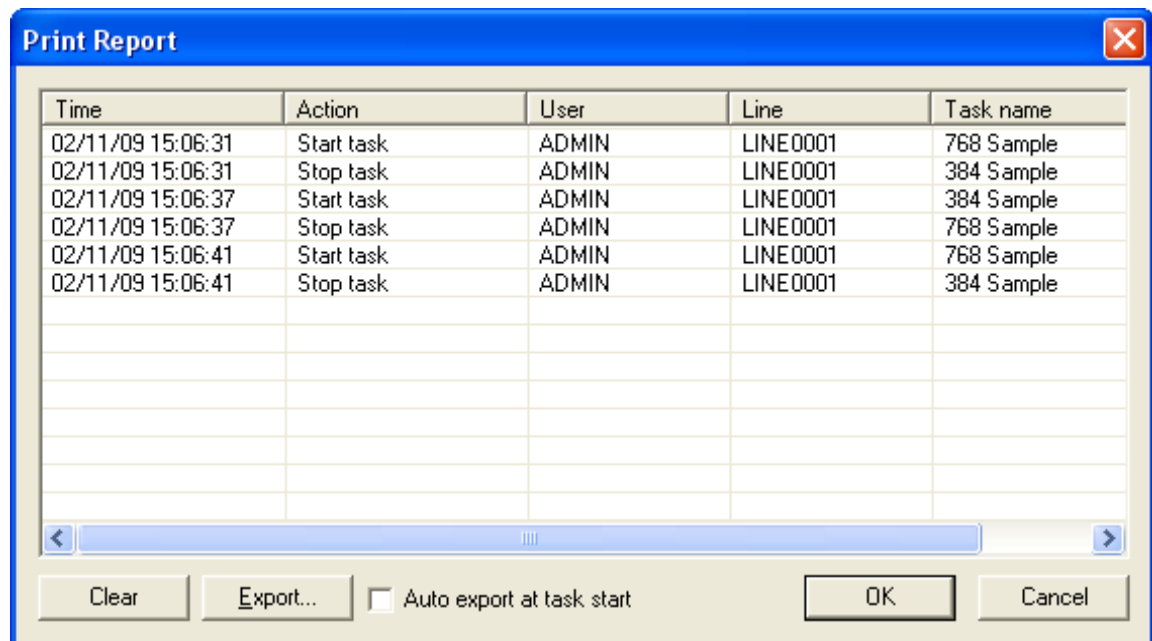 Print Report
Time Action User Line Task name
02/11/09 15:06:31 Start task ADMIN LINE0001 768 Sample
02/11/09 15:06:31 Stop task ADMIN LINE0001 384 Sample
02/11/09 15:06:37 Start task ADMIN LINE0001 384 Sample
02/11/09 15:06:37 Stop task ADMIN LINE0001 768 Sample
02/11/09 15:06:41 Start task ADMIN LINE0001 768 Sample
02/11/09 15:06:41 Stop task ADMIN LINE0001 384 Sample
Clear Export... Auto export at task start OK Cancel